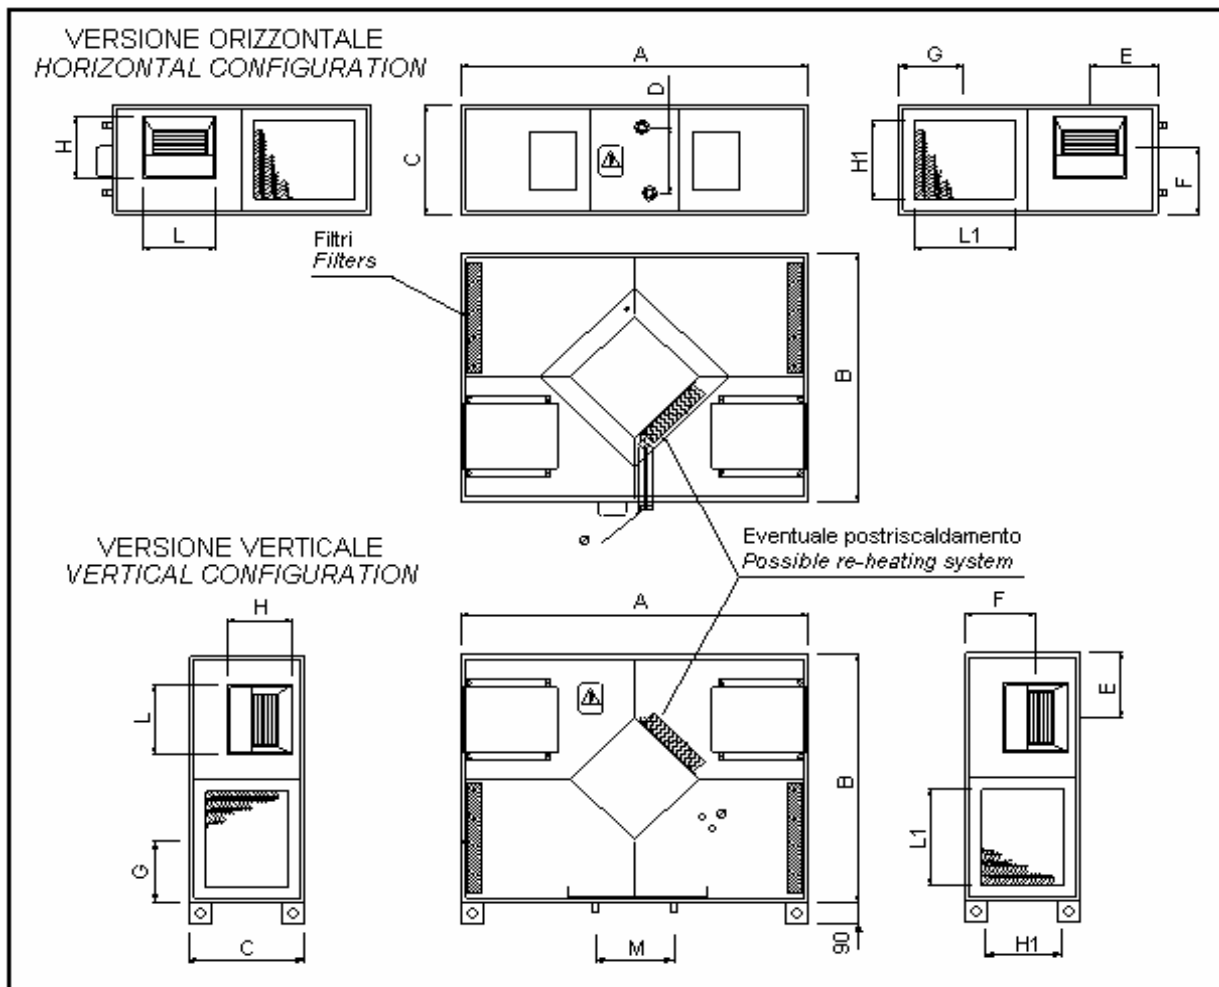 VERSIONE ORIZZONTALE
HORIZONTAL CONFIGURATION
A
G
E
D
H
C
H1
F
L
L1
Filtri
Filters
B
ø
Eventuale postriscaldamento
Possible re-heating system
VERSIONE VERTICALE
VERTICAL CONFIGURATION
H
A
F
L
E
B
ø
G
L1
C
M
90
H1